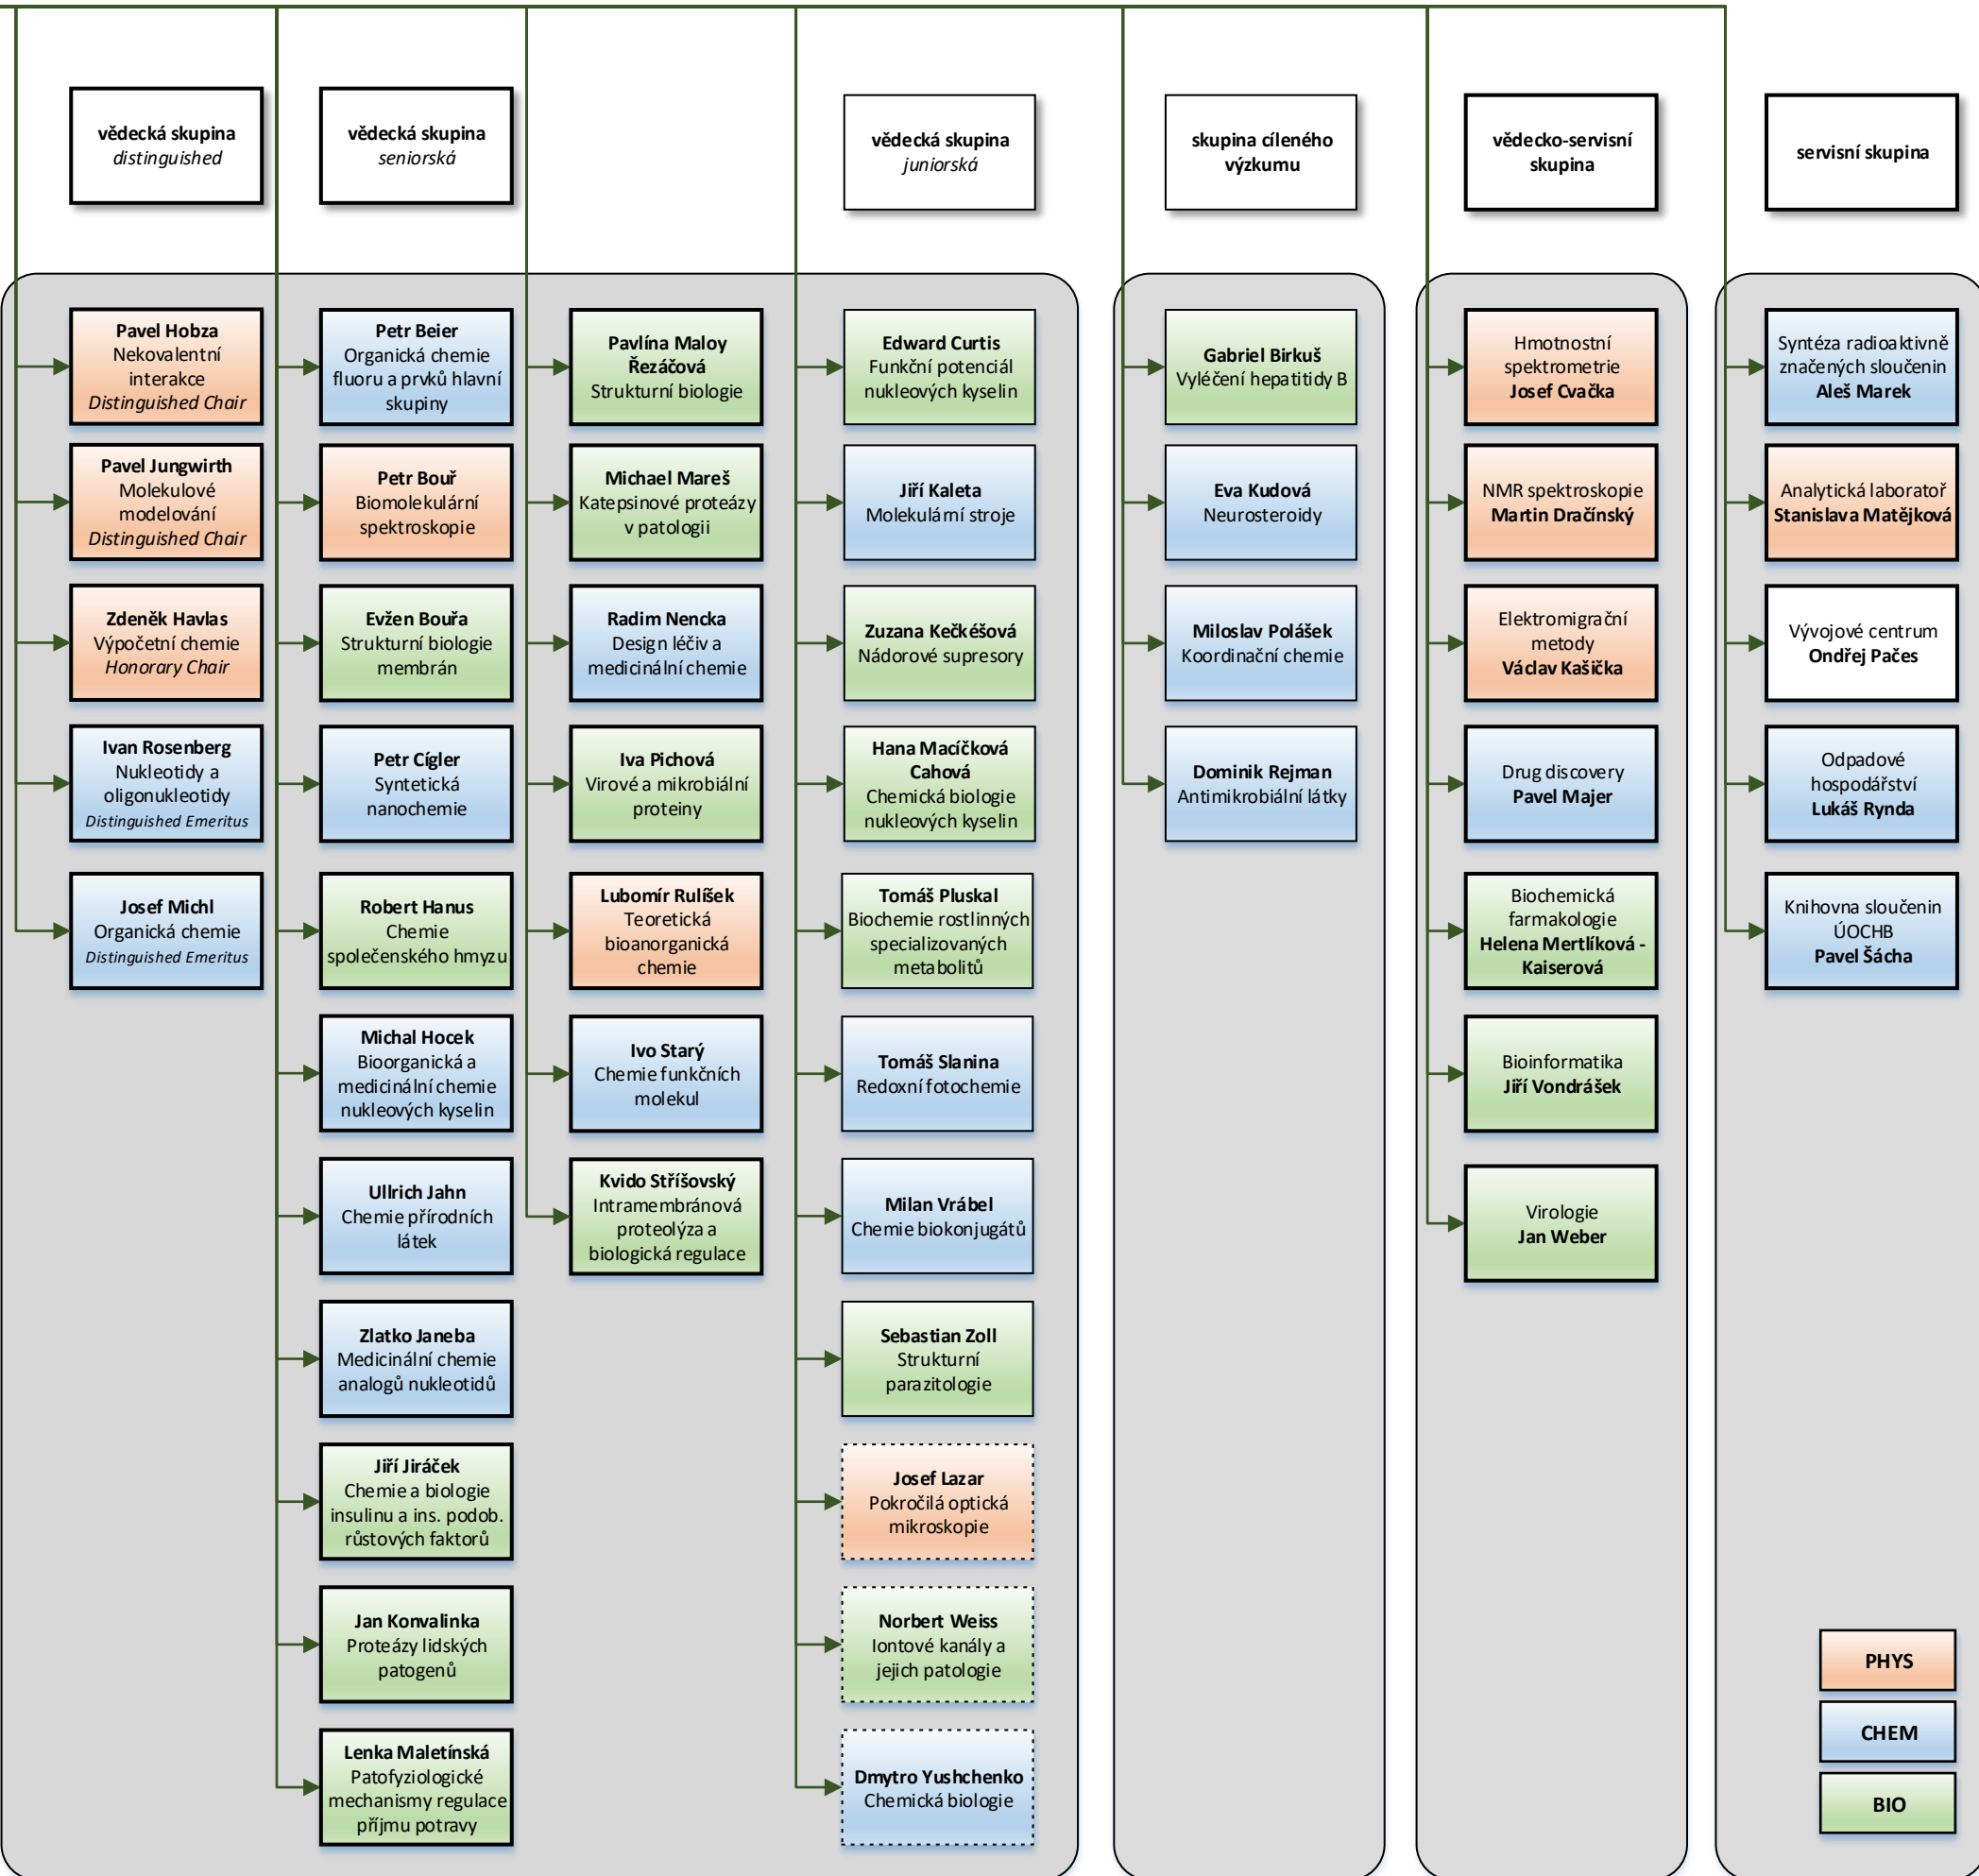 vědecká skupina
distinguished
vědecká skupina
seniorská
vědecká skupina
juniorská
skupina cíleného
výzkumu
vědecko-servisní
skupina
servisní skupina
Pavel Hobza
Nekovalentní
interakce
Distinguished Chair
Pavel Jungwirth
Molekulové
modelování
Distinguished Chair
Zdeněk Havlas
Výpočetní chemie
Honorary Chair
Ivan Rosenberg
Nukleotidy a
oligonukleotidy
Distinguished Emeritus
Josef Michl
Organická chemie
Distinguished Emeritus
Petr Beier
Organická chemie
fluoru a prvků hlavní
skupiny
Petr Bouř
Biomolekulární
spektroskopie
Evžen Bouřa
Strukturní biologie
membrán
Petr Cígler
Syntetická
nanochemie
Robert Hanus
Chemie
společenského hmyzu
Michal Hocek
Bioorganická a
medicinální chemie
nukleových kyselin
Ullrich Jahn
Chemie přírodních
látek
Zlatko Janeba
Medicinální chemie
analogů nukleotidů
Jiří Jiráček
Chemie a biologie
insulinu a ins. podob.
růstových faktorů
Jan Konvalinka
Proteázy lidských
patogenů
Lenka Maletínská
Patofyziologické
mechanismy regulace
příjmu potravy
Pavlína Maloy
Řezáčová
Strukturní biologie
Michael Mareš
Katepsinové proteázy
v patologii
Radim Nencka
Design léčiv a
medicinální chemie
Iva Pichová
Virové a mikrobiální
proteiny
Lubomír Rulíšek
Teoretická
bioanorganická
chemie
Ivo Starý
Chemie funkčních
molekul
Kvido Stříšovský
Intramembránová
proteolýza a
biologická regulace
Edward Curtis
Funkční potenciál
nukleových kyselin
Jiří Kaleta
Molekulární stroje
Zuzana Kečkéšová
Nádorové supresory
Hana Macíčková
Cahová
Chemická biologie
nukleových kyselin
Tomáš Pluskal
Biochemie rostlinných
specializovaných
metabolitů
Tomáš Slanina
Redoxní fotochemie
Milan Vrábel
Chemie biokonjugátů
Sebastian Zoll
Strukturní
parazitologie
Josef Lazar
Pokročilá optická
mikroskopie
Norbert Weiss
Iontové kanály a
jejich patologie
Dmytro Yushchenko
Chemická biologie
Gabriel Birkuš
Vyléčení hepatitidy B
Eva Kudová
Neurosteroidy
Miloslav Polášek
Koordinační chemie
Dominik Rejman
Antimikrobiální látky
Hmotnostní
spektrometrie
Josef Cvačka
NMR spektroskopie
Martin Dračínský
Elektromigrační
metody
Václav Kašička
Drug discovery
Pavel Majer
Biochemická
farmakologie
Helena Mertlíková -
Kaiserová
Bioinformatika
Jiří Vondrášek
Virologie
Jan Weber
Syntéza radioaktivně
značených sloučenin
Aleš Marek
Analytická laboratoř
Stanislava Matějková
Vývojové centrum
Ondřej Pačes
Odpadové
hospodářství
Lukáš Rynda
Knihovna sloučenin
ÚOCHB
Pavel Šácha
PHYS
CHEM
BIO